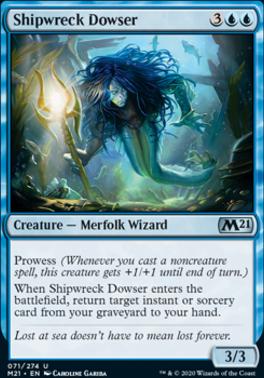 Shipwreck Dowser 3
Creature — Merfolk Wizard M21
Prowess (Whenever you cast a noncreature
spell, this creature gets +1/+1 until end of turn.)
When Shipwreck Dowser enters the
battlefield, return target instant or sorcery
card from your graveyard to your hand.
Lost at sea doesn't have to mean lost forever.
3/3
071/274 U
M21 • EN CAROLINE GARIBA
™ & © 2020 Wizards of the Coast